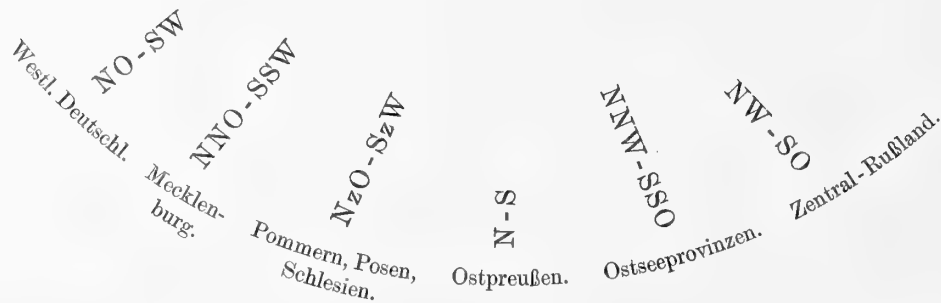 NO-SW
Westl. Deutschl.
NNO-SSW
Mecklen-
burg.
NzO-SzW
Pommern, Posen,
Schlesien.
N-S
Ostpreußen.
NNW-SSO
Ostseeprovinzen.
NW-SO
Zentral-Rußland.